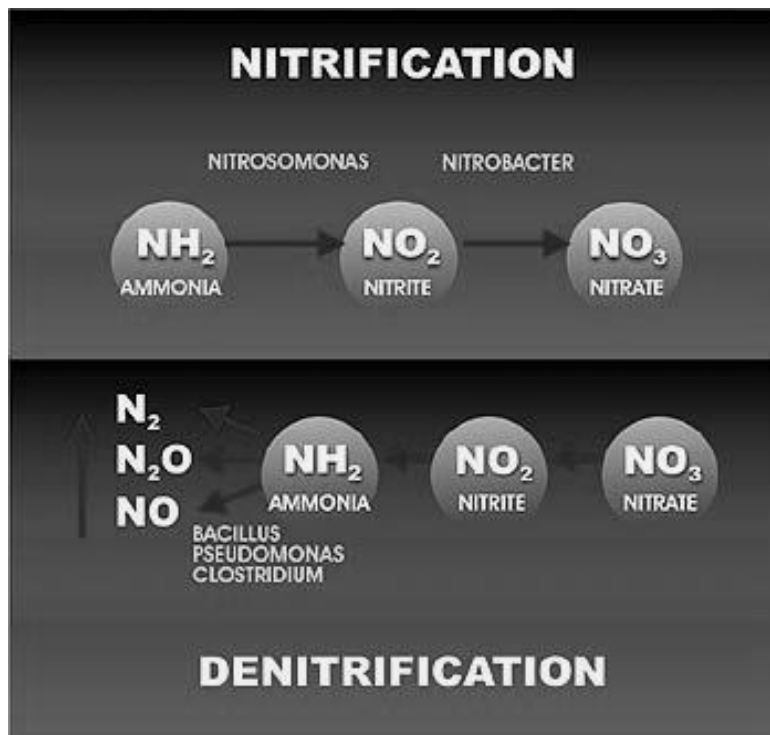 NITRIFICATION
NITROSOMONAS NITROBACTER
NH₂ NO₂ NO₃
AMMONIA NITRITE NITRATE
N₂
N₂O
NO
NH₂ NO₂ NO₃
AMMONIA NITRITE NITRATE
BACILLUS
PSEUDOMONAS
CLOSTRIDIUM
DENITRIFICATION